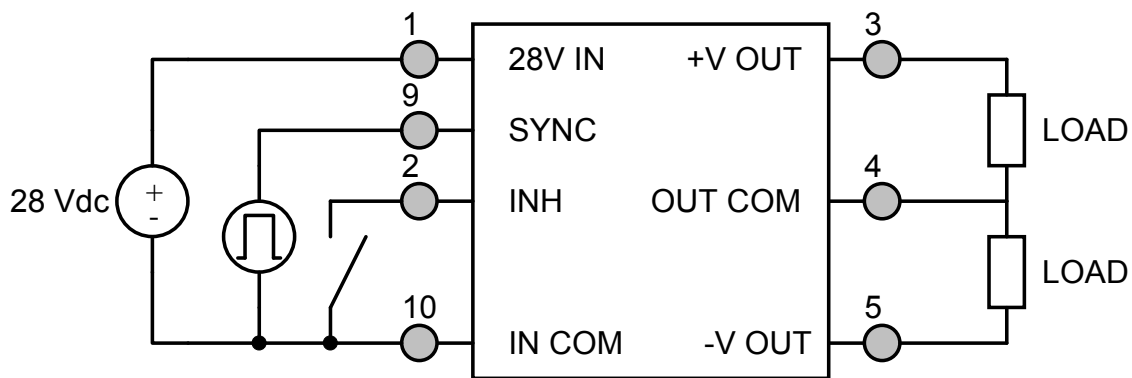 1
3
28V IN
+V OUT
9
SYNC
LOAD
2
4
28 Vdc
+
-
INH
OUT COM
LOAD
10
5
IN COM
-V OUT